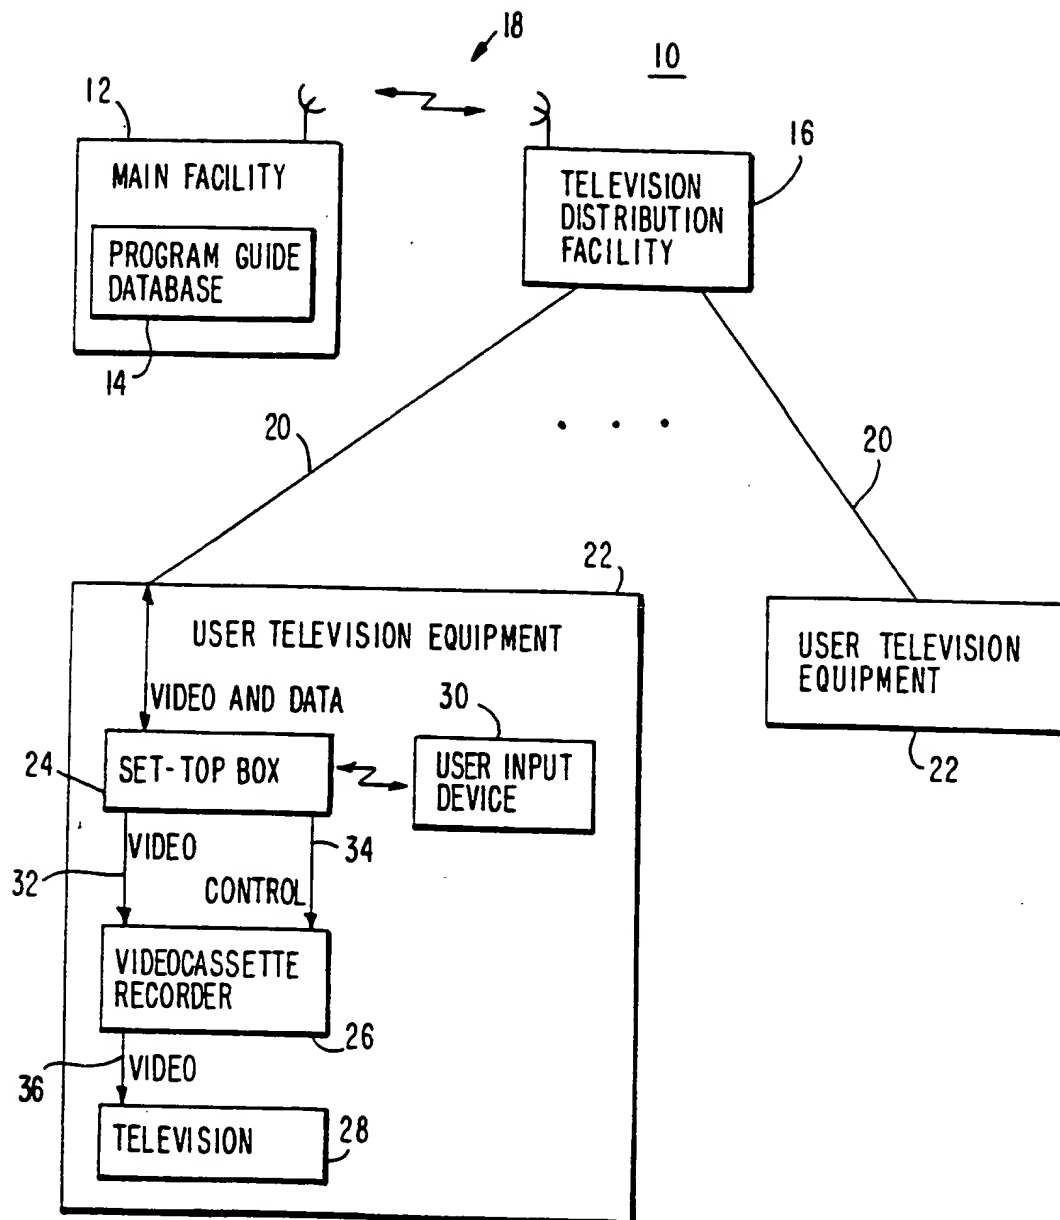 18
10
12
MAIN FACILITY
PROGRAM GUIDE
DATABASE
14
16
TELEVISION
DISTRIBUTION
FACILITY
20
20
22
USER TELEVISION EQUIPMENT
VIDEO AND DATA
30
SET-TOP BOX
24
USER INPUT
DEVICE
VIDEO
34
32
CONTROL
VIDEOCASSETTE
RECORDER
26
36
VIDEO
TELEVISION
28
USER TELEVISION
EQUIPMENT
22